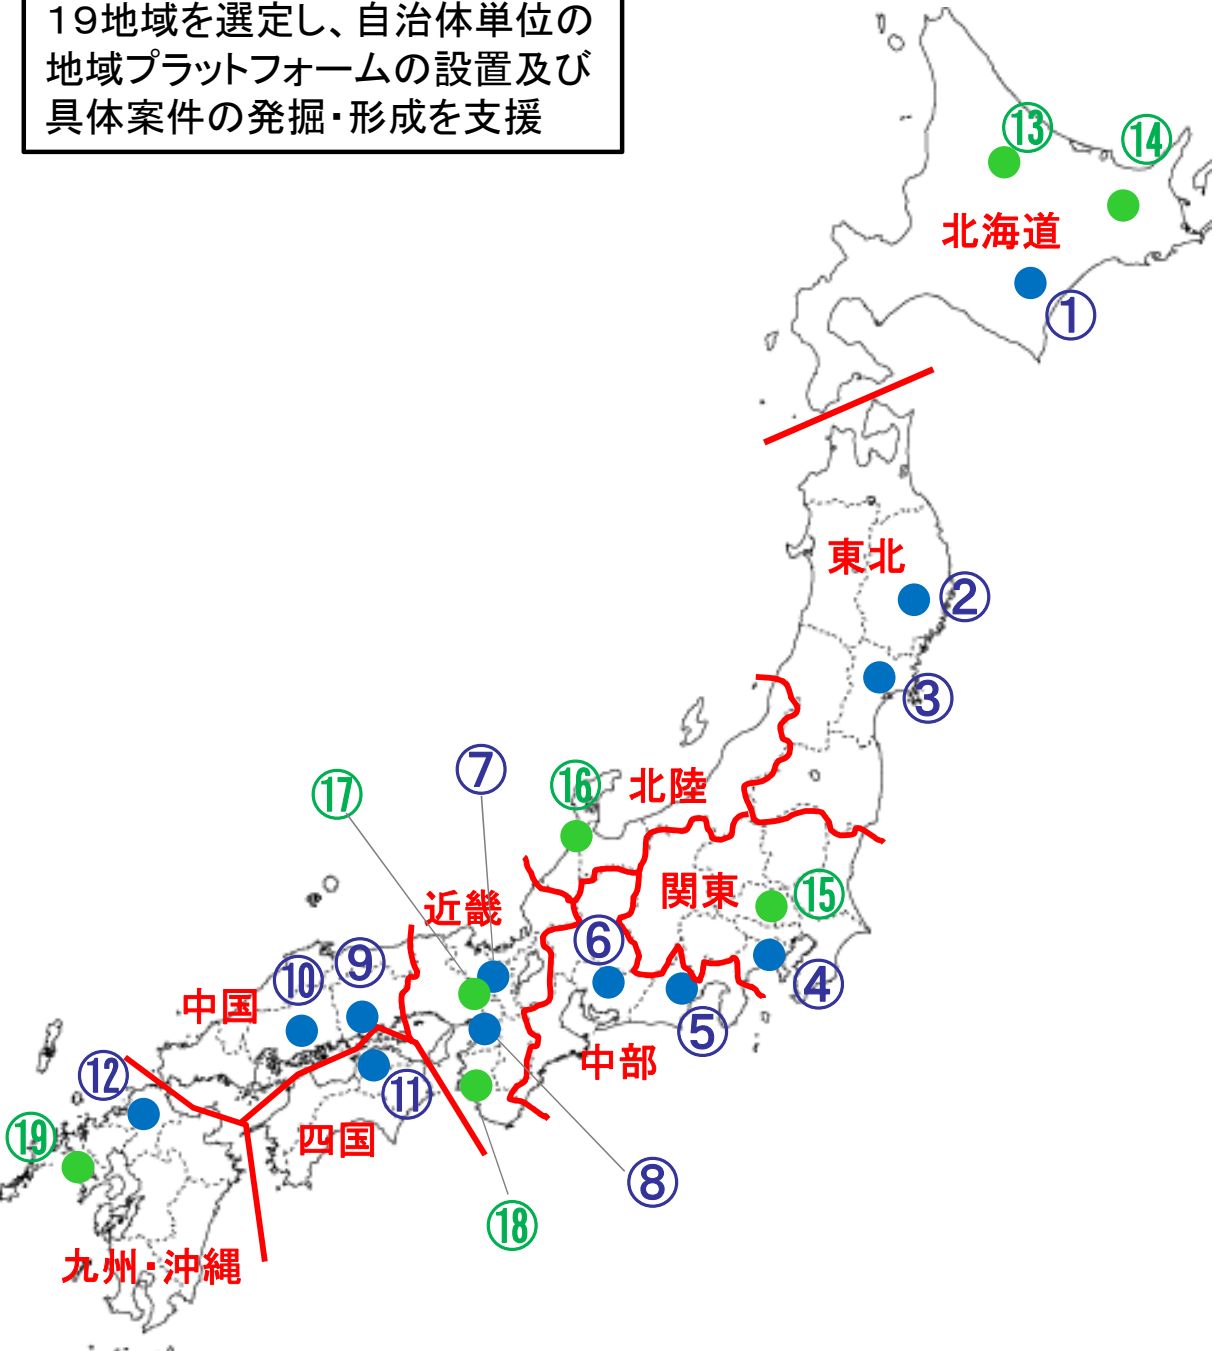 19地域を選定し、自治体単位の
地域プラットフォームの設置及び
具体案件の発掘・形成を支援
⑬
⑭
北海道
①
東北
②
③
⑦
⑯
北陸
⑰
関東
⑮
近畿
⑥
⑨
⑩
④
中国
⑤
中部
⑫
⑪
⑲
四国
⑧
⑱
九州・沖縄